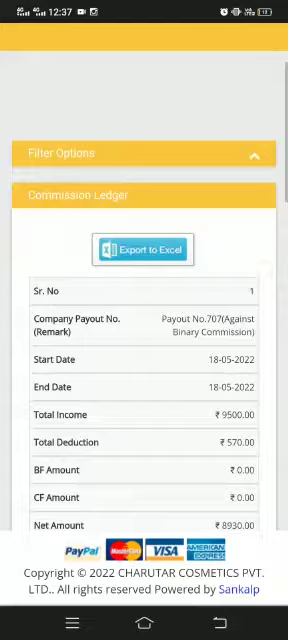 12:37
Filter Options
Commission Ledger
Export to Excel
Sr. No 1
Company Payout No. Payout No.707(Against
(Remark) Binary Commission)
Start Date 18-05-2022
End Date 18-05-2022
Total Income ₹ 9500.00
Total Deduction ₹ 570.00
BF Amount ₹ 0.00
CF Amount ₹ 0.00
Net Amount ₹ 8930.00
PayPal MasterCard VISA AMERICAN EXPRESS
Copyright © 2022 CHARUTAR COSMETICS PVT.
LTD.. All rights reserved Powered by Sankalp